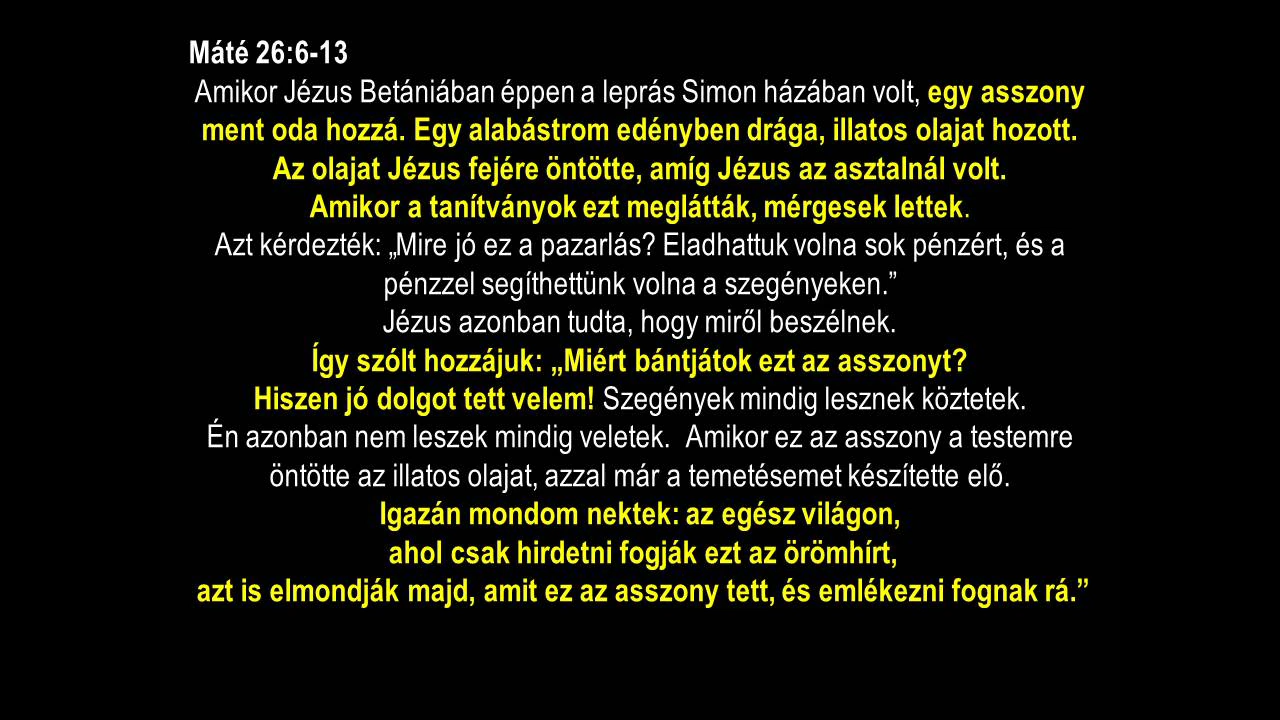 Máté 26:6-13
Amikor Jézus Betániában éppen a leprás Simon házában volt, egy asszony
ment oda hozzá. Egy alabástrom edényben drága, illatos olajat hozott.
Az olajat Jézus fejére öntötte, amíg Jézus az asztalnál volt.
Amikor a tanítványok ezt meglátták, mérgesek lettek.
Azt kérdezték: „Mire jó ez a pazarlás? Eladhattuk volna sok pénzért, és a
pénzzel segíthettünk volna a szegényeken.”
Jézus azonban tudta, hogy miről beszélnek.
Így szólt hozzájuk: „Miért bántjátok ezt az asszonyt?
Hiszen jó dolgot tett velem! Szegények mindig lesznek köztetek.
Én azonban nem leszek mindig veletek. Amikor ez az asszony a testemre
öntötte az illatos olajat, azzal már a temetésemet készítette elő.
Igazán mondom nektek: az egész világon,
ahol csak hirdetni fogják ezt az örömhírt,
azt is elmondják majd, amit ez az asszony tett, és emlékezni fognak rá.”